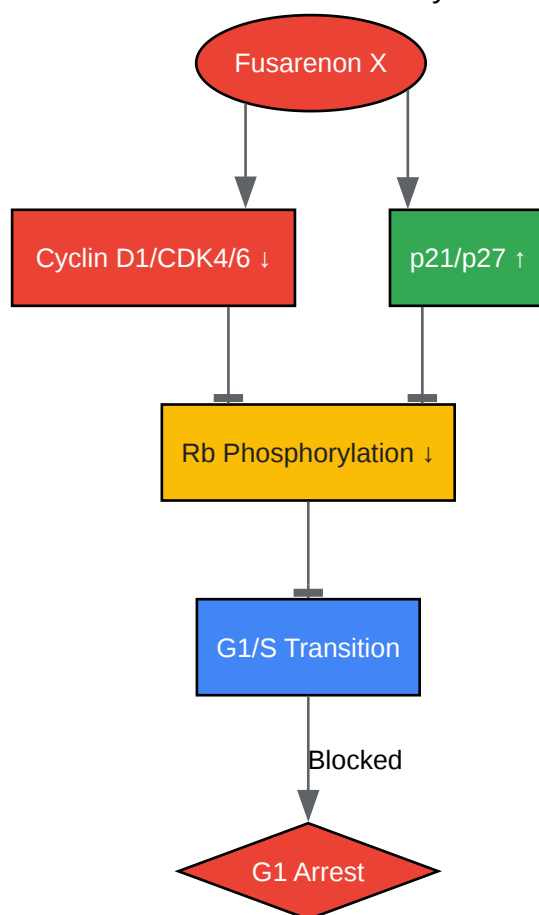 Fusarenon X
Cyclin D1/CDK4/6 ↓
p21/p27 ↑
Rb Phosphorylation ↓
G1/S Transition
Blocked
G1 Arrest